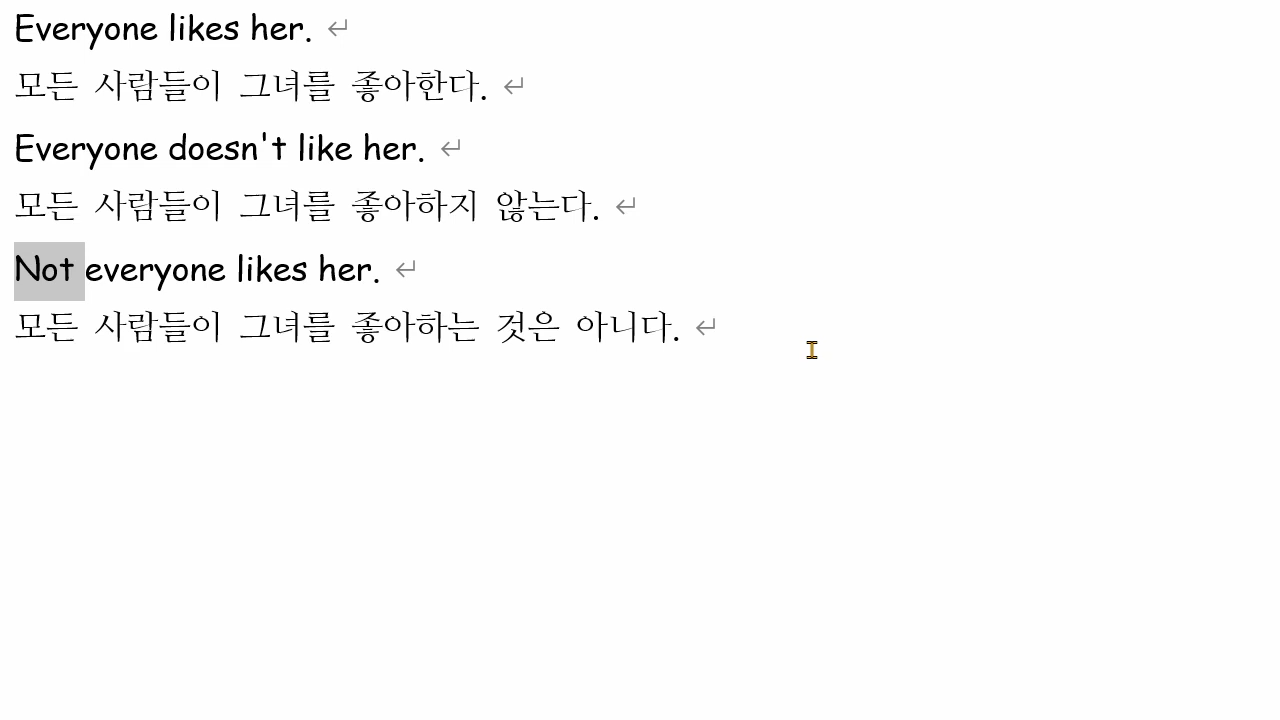 Everyone likes her.
모든 사람들이 그녀를 좋아한다.
Everyone doesn't like her.
모든 사람들이 그녀를 좋아하지 않는다.
Not everyone likes her.
모든 사람들이 그녀를 좋아하는 것은 아니다.